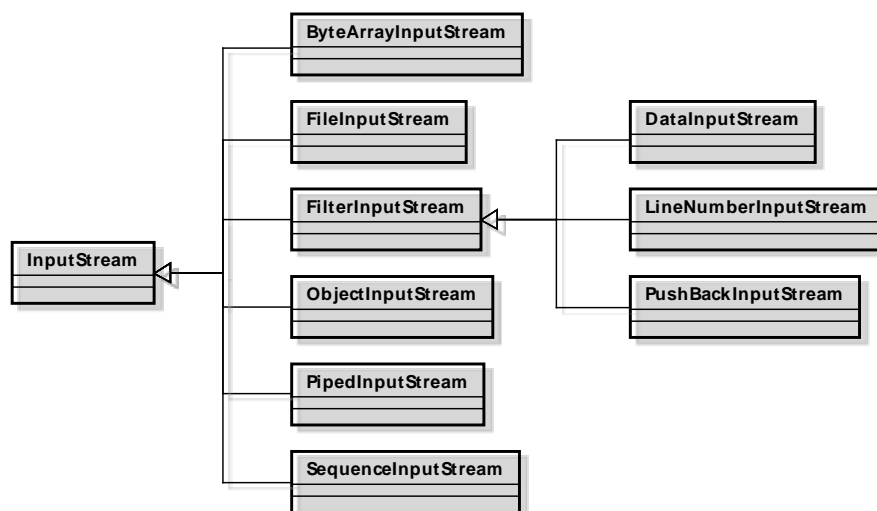 ByteArrayInputStream
FileInputStream
DataInputStream
FilterInputStream
LineNumberInputStream
InputStream
ObjectInputStream
PushBackInputStream
PipedInputStream
SequenceInputStream